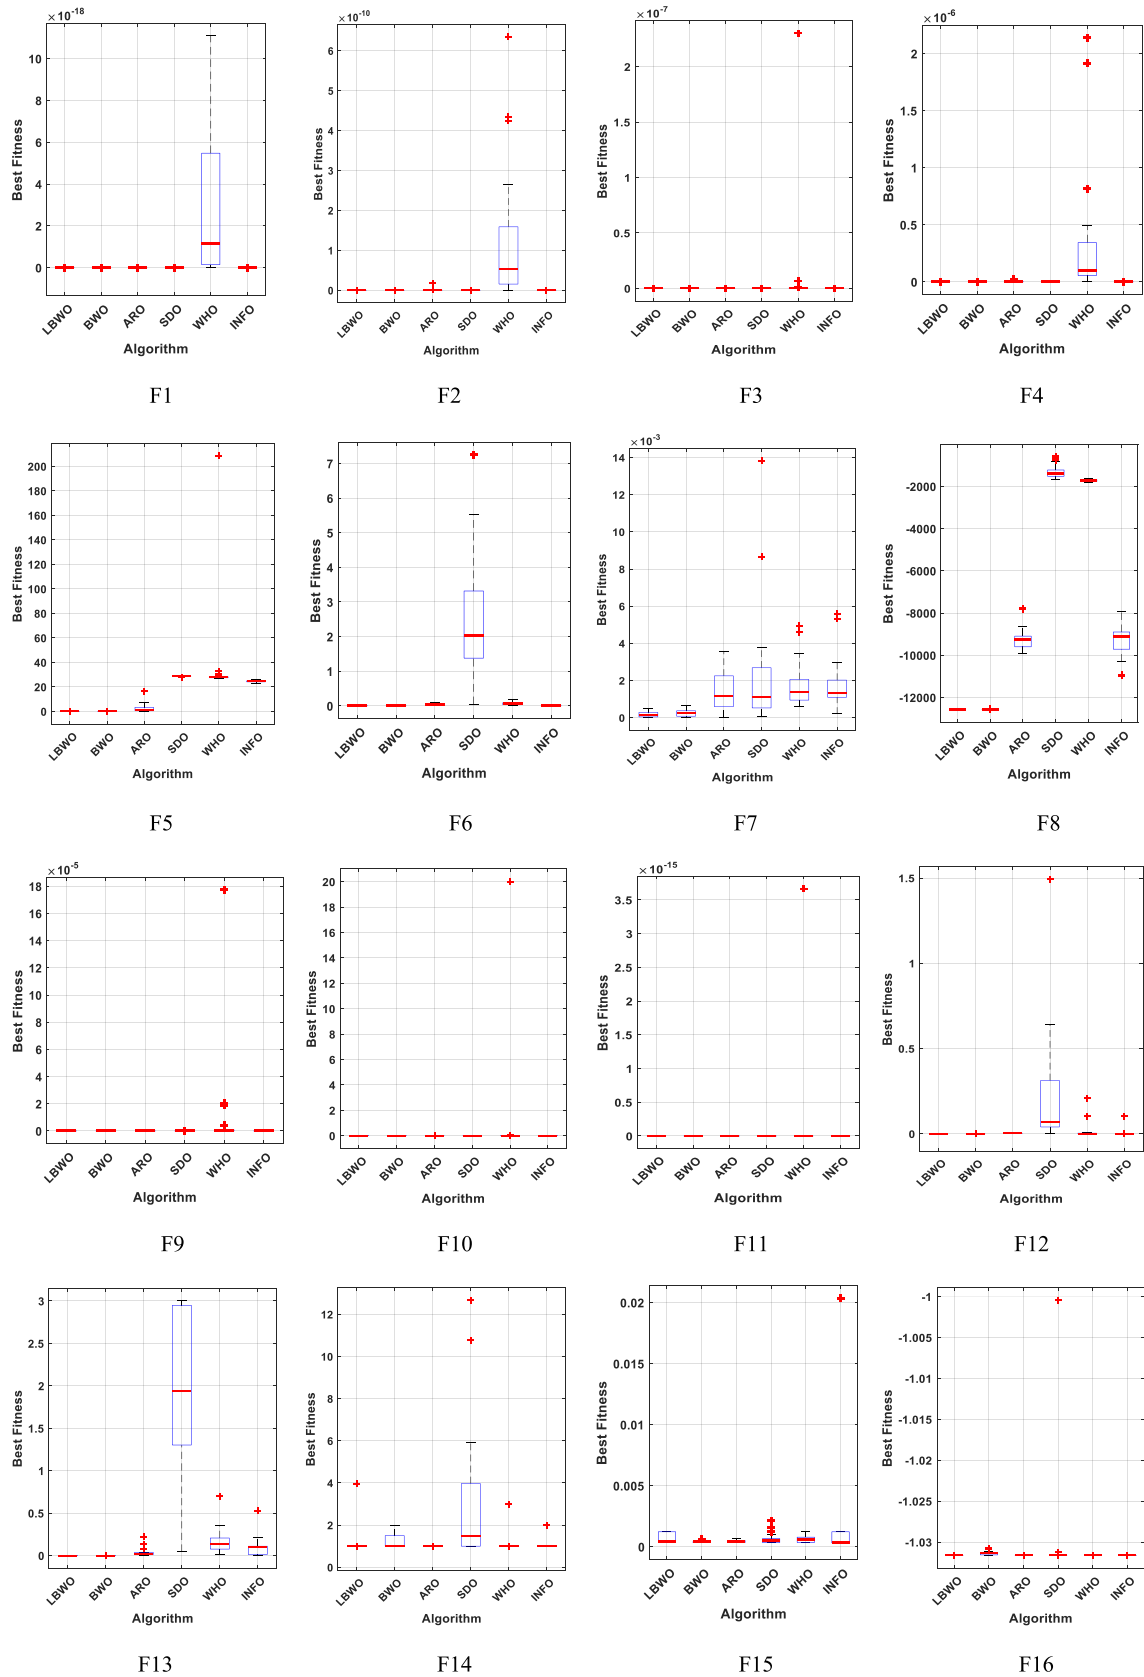 ×10^-18
10
8
6
4
2
0
Best Fitness
LBWO BWO ARO SDO WHO INFO
Algorithm
F1
×10^-10
6
5
4
3
2
1
0
Best Fitness
LBWO BWO ARO SDO WHO INFO
Algorithm
F2
×10^-7
2
1.5
1
0.5
0
Best Fitness
LBWO BWO ARO SDO WHO INFO
Algorithm
F3
×10^-6
2
1.5
1
0.5
0
Best Fitness
LBWO BWO ARO SDO WHO INFO
Algorithm
F4
200
180
160
140
120
100
80
60
40
20
0
Best Fitness
LBWO BWO ARO SDO WHO INFO
Algorithm
F5
7
6
5
4
3
2
1
0
Best Fitness
LBWO BWO ARO SDO WHO INFO
Algorithm
F6
×10^-3
14
12
10
8
6
4
2
0
Best Fitness
LBWO BWO ARO SDO WHO INFO
Algorithm
F7
-2000
-4000
-6000
-8000
-10000
-12000
Best Fitness
LBWO BWO ARO SDO WHO INFO
Algorithm
F8
×10^-5
18
16
14
12
10
8
6
4
2
0
Best Fitness
LBWO BWO ARO SDO WHO INFO
Algorithm
F9
20
18
16
14
12
10
8
6
4
2
0
Best Fitness
LBWO BWO ARO SDO WHO INFO
Algorithm
F10
×10^-15
3.5
3
2.5
2
1.5
1
0.5
0
Best Fitness
LBWO BWO ARO SDO WHO INFO
Algorithm
F11
1.5
1
0.5
0
Best Fitness
LBWO BWO ARO SDO WHO INFO
Algorithm
F12
3
2.5
2
1.5
1
0.5
0
Best Fitness
LBWO BWO ARO SDO WHO INFO
Algorithm
F13
12
10
8
6
4
2
0
Best Fitness
LBWO BWO ARO SDO WHO INFO
Algorithm
F14
0.02
0.015
0.01
0.005
0
Best Fitness
LBWO BWO ARO SDO WHO INFO
Algorithm
F15
-1
-1.005
-1.01
-1.015
-1.02
-1.025
-1.03
Best Fitness
LBWO BWO ARO SDO WHO INFO
Algorithm
F16